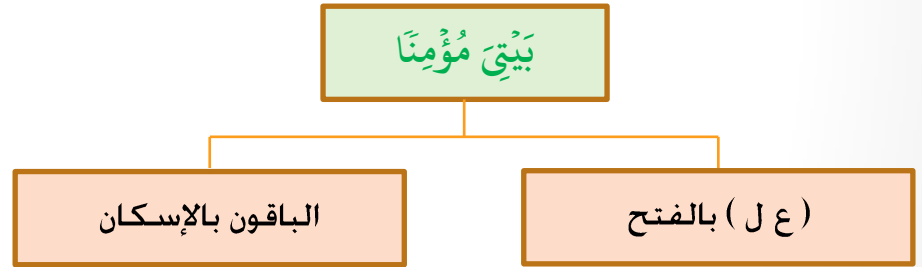 بَيۡتِيَ مُؤۡمِنٗا
( ع ل ) بالفتح
الباقون بالإسكان